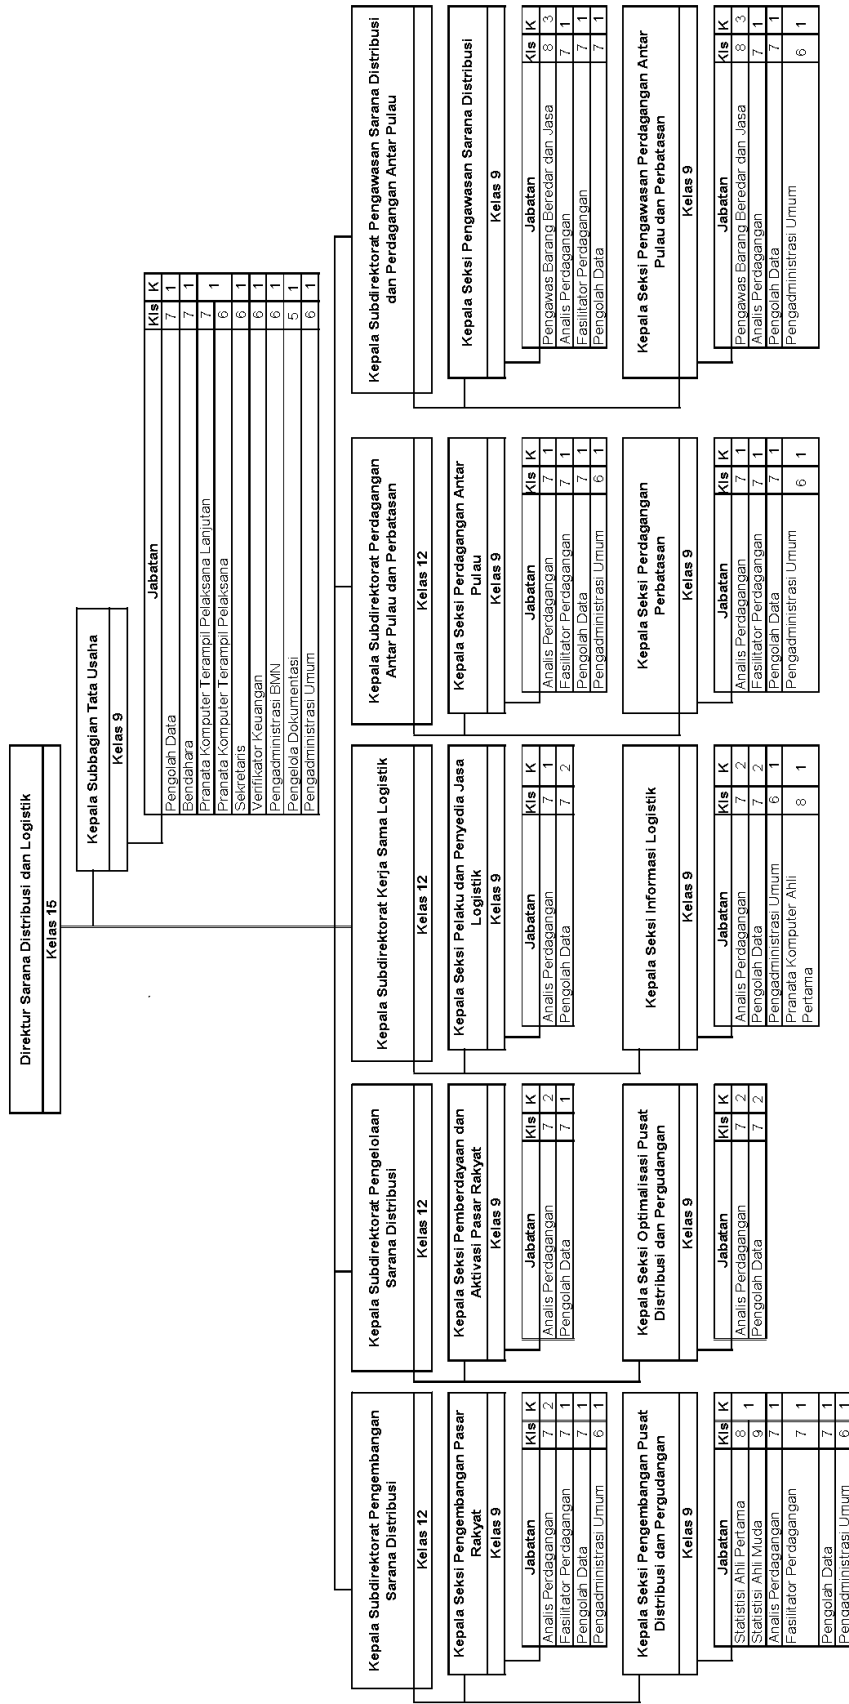 Direktur Sarana Distribusi dan Logistik
Kelas 15
Kepala Subbagian Tata Usaha
Kelas 9
Jabatan Kls K
Pengolah Data 7 1
Bendahara 7 1
Pranata Komputer Terampil Pelaksana Lanjutan 7 1
Pranata Komputer Terampil Pelaksana 6
Sekretaris 6 1
Verifikator Keuangan 6 1
Pengadministrasi BMN 6 1
Pengelola Dokumentasi 5 1
Pengadministrasi Umum 6 1
Kepala Subdirektorat Pengembangan
Sarana Distribusi
Kelas 12
Kepala Seksi Pengembangan Pasar
Rakyat
Kelas 9
Jabatan Kls K
Analis Perdagangan 7 2
Fasilitator Perdagangan 7 1
Pengolah Data 7 1
Pengadministrasi Umum 6 1
Kepala Seksi Pengembangan Pusat
Distribusi dan Pergudangan
Kelas 9
Jabatan Kls K
Statistisi Ahli Pertama 8 1
Statistisi Ahli Muda 9
Analis Perdagangan 7 1
Fasilitator Perdagangan 7 1
Pengolah Data 7 1
Pengadministrasi Umum 6 1
Kepala Subdirektorat Pengelolaan
Sarana Distribusi
Kelas 12
Kepala Seksi Pemberdayaan dan
Aktivasi Pasar Rakyat
Kelas 9
Jabatan Kls K
Analis Perdagangan 7 2
Pengolah Data 7 1
Kepala Seksi Optimalisasi Pusat
Distribusi dan Pergudangan
Kelas 9
Jabatan Kls K
Analis Perdagangan 7 2
Pengolah Data 7 2
Kepala Subdirektorat Kerja Sama Logistik
Kelas 12
Kepala Seksi Pelaku dan Penyedia Jasa
Logistik
Kelas 9
Jabatan Kls K
Analis Perdagangan 7 1
Pengolah Data 7 2
Kepala Seksi Informasi Logistik
Kelas 9
Jabatan Kls K
Analis Perdagangan 7 2
Pengolah Data 7 2
Pengadministrasi Umum 6 1
Pranata Komputer Ahli 8 1
Pertama
Kepala Subdirektorat Perdagangan
Antar Pulau dan Perbatasan
Kelas 12
Kepala Seksi Perdagangan Antar
Pulau
Kelas 9
Jabatan Kls K
Analis Perdagangan 7 1
Fasilitator Perdagangan 7 1
Pengolah Data 7 1
Pengadministrasi Umum 6 1
Kepala Seksi Perdagangan
Perbatasan
Kelas 9
Jabatan Kls K
Analis Perdagangan 7 1
Fasilitator Perdagangan 7 1
Pengolah Data 7 1
Pengadministrasi Umum 6 1
Kepala Subdirektorat Pengawasan Sarana Distribusi
dan Perdagangan Antar Pulau
Kepala Seksi Pengawasan Sarana Distribusi
Kelas 9
Jabatan Kls K
Pengawas Barang Beredar dan Jasa 8 3
Analis Perdagangan 7 1
Fasilitator Perdagangan 7 1
Pengolah Data 7 1
Kepala Seksi Pengawasan Perdagangan Antar
Pulau dan Perbatasan
Kelas 9
Jabatan Kls K
Pengawas Barang Beredar dan Jasa 8 3
Analis Perdagangan 7 1
Pengolah Data 7 1
Pengadministrasi Umum 6 1